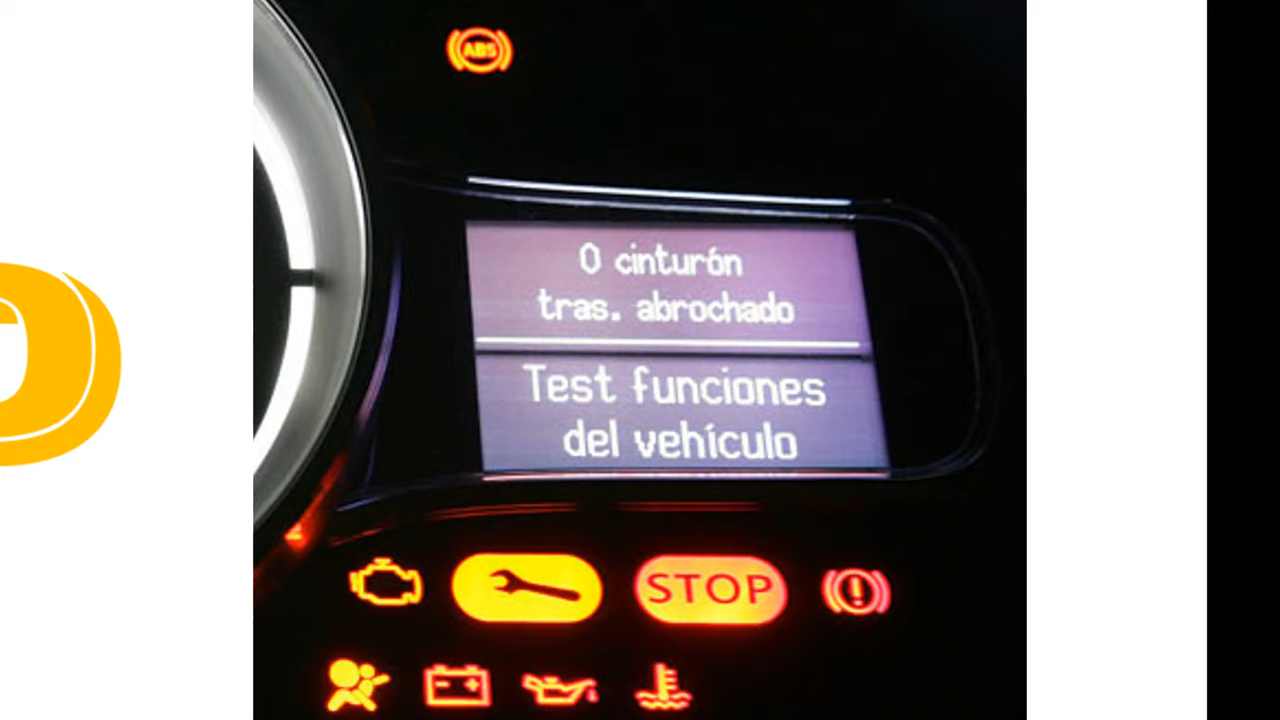 ABS
0 cinturón
tras. abrochado
Test funciones
del vehículo
STOP